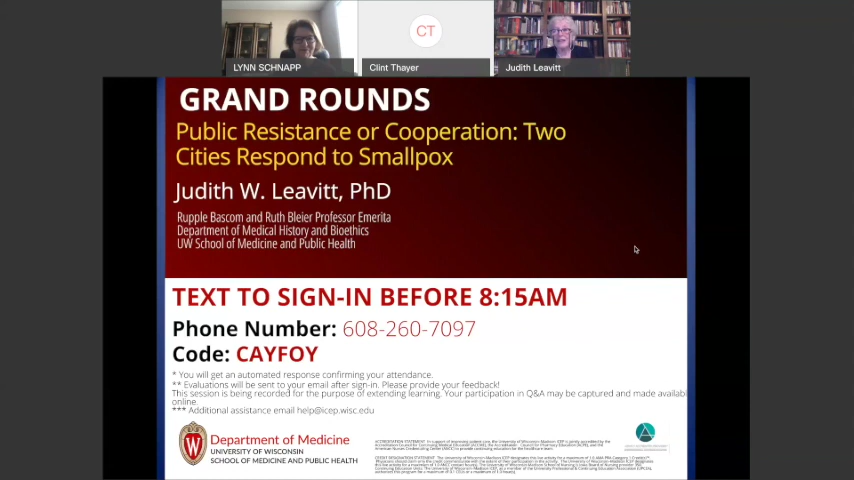 CT
LYNN SCHNAPP
Clint Thayer
Judith Leavitt
GRAND ROUNDS
Public Resistance or Cooperation: Two
Cities Respond to Smallpox
Judith W. Leavitt, PhD
Rupple Bascom and Ruth Bleier Professor Emerita
Department of Medical History and Bioethics
UW School of Medicine and Public Health
TEXT TO SIGN-IN BEFORE 8:15AM
Phone Number: 608-260-7097
Code: CAYFOY
* You will get an automated response confirming your attendance.
** Evaluations will be sent to your email after sign-in. Please provide your feedback!
This session is being recorded for the purpose of extending learning. Your participation in Q&A may be captured and made availabl
online.
*** Additional assistance email help@icep.wisc.edu
Department of Medicine
UNIVERSITY OF WISCONSIN
SCHOOL OF MEDICINE AND PUBLIC HEALTH